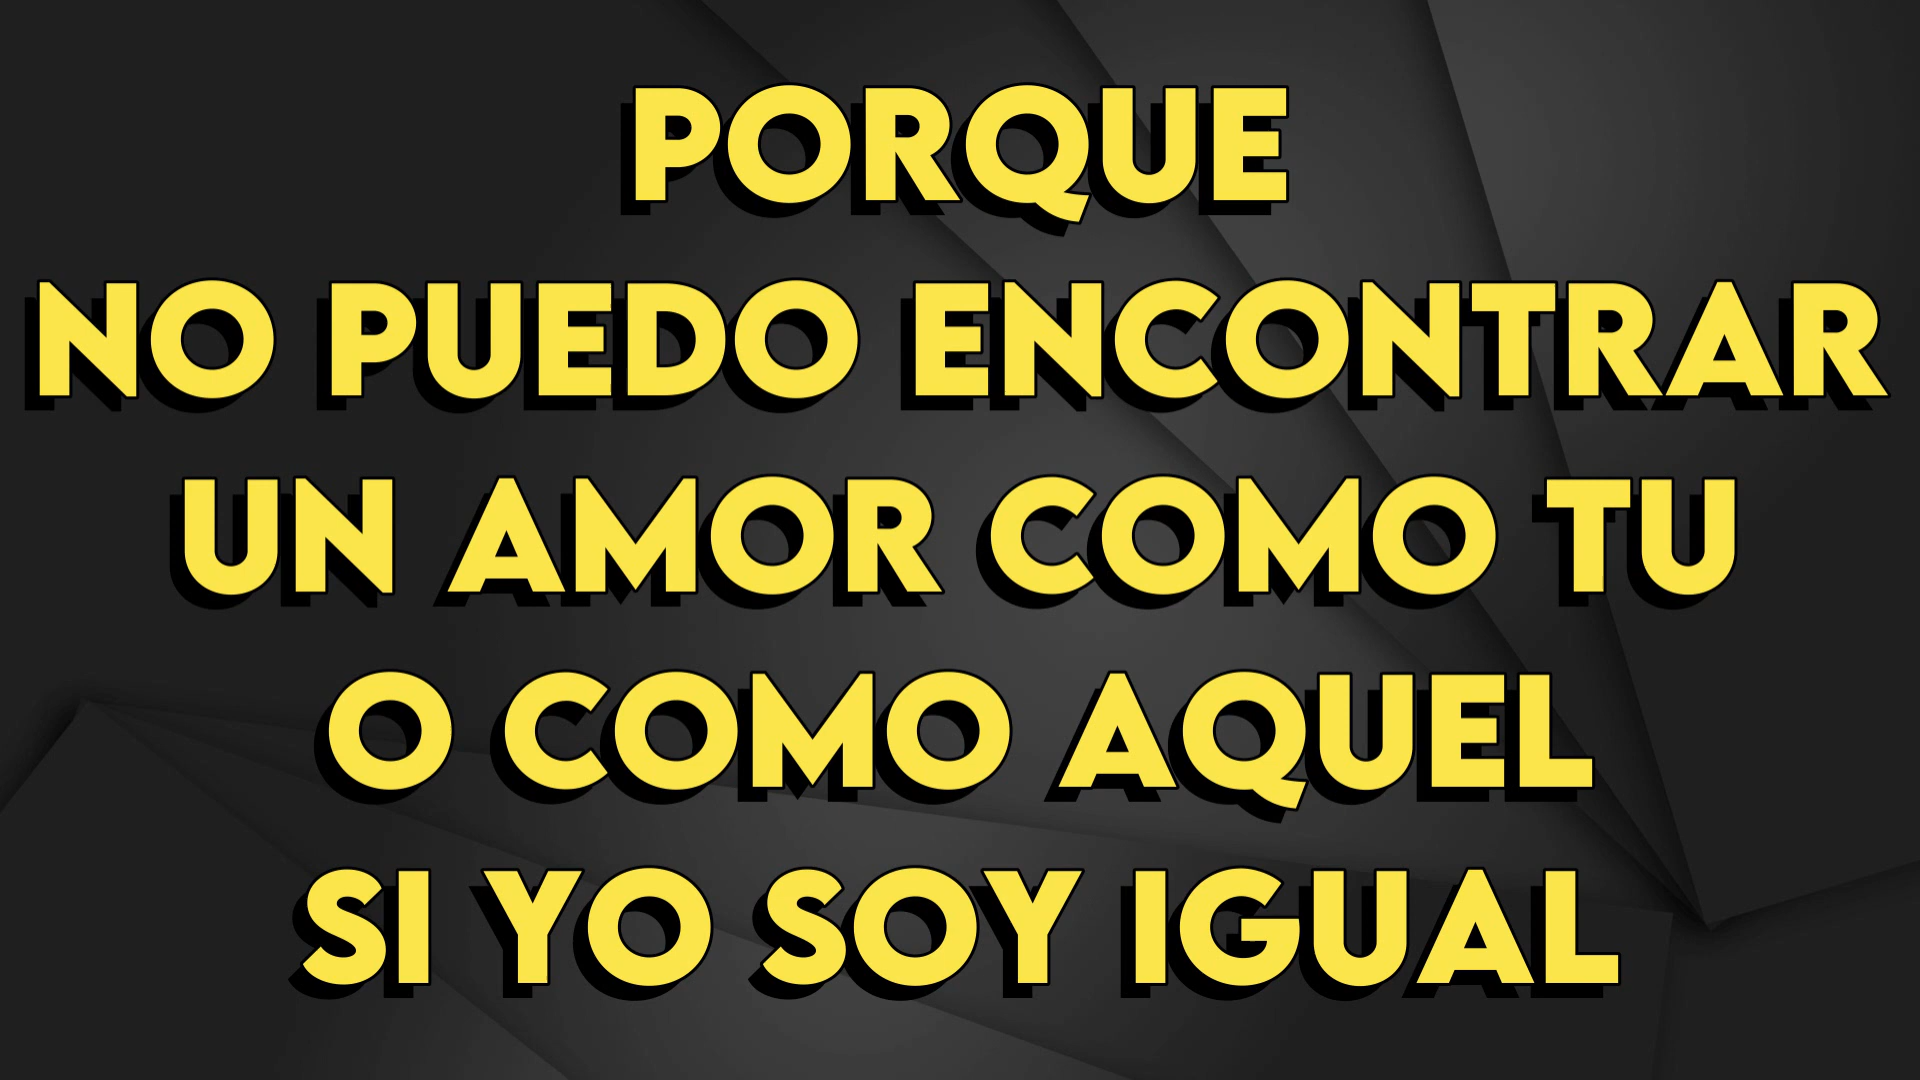 PORQUE
NO PUEDO ENCONTRAR
UN AMOR COMO TU
O COMO AQUEL
SI YO SOY IGUAL